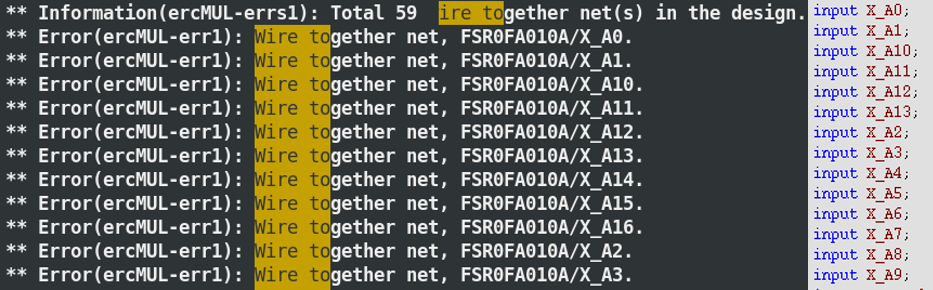 ** Information(ercMUL-errs1): Total 59  ire together net(s) in the design.
** Error(ercMUL-err1): Wire together net, FSR0FA010A/X_A0.
** Error(ercMUL-err1): Wire together net, FSR0FA010A/X_A1.
** Error(ercMUL-err1): Wire together net, FSR0FA010A/X_A10.
** Error(ercMUL-err1): Wire together net, FSR0FA010A/X_A11.
** Error(ercMUL-err1): Wire together net, FSR0FA010A/X_A12.
** Error(ercMUL-err1): Wire together net, FSR0FA010A/X_A13.
** Error(ercMUL-err1): Wire together net, FSR0FA010A/X_A14.
** Error(ercMUL-err1): Wire together net, FSR0FA010A/X_A15.
** Error(ercMUL-err1): Wire together net, FSR0FA010A/X_A16.
** Error(ercMUL-err1): Wire together net, FSR0FA010A/X_A2.
** Error(ercMUL-err1): Wire together net, FSR0FA010A/X_A3.
input X_A0;
input X_A1;
input X_A10;
input X_A11;
input X_A12;
input X_A13;
input X_A2;
input X_A3;
input X_A4;
input X_A5;
input X_A6;
input X_A7;
input X_A8;
input X_A9;